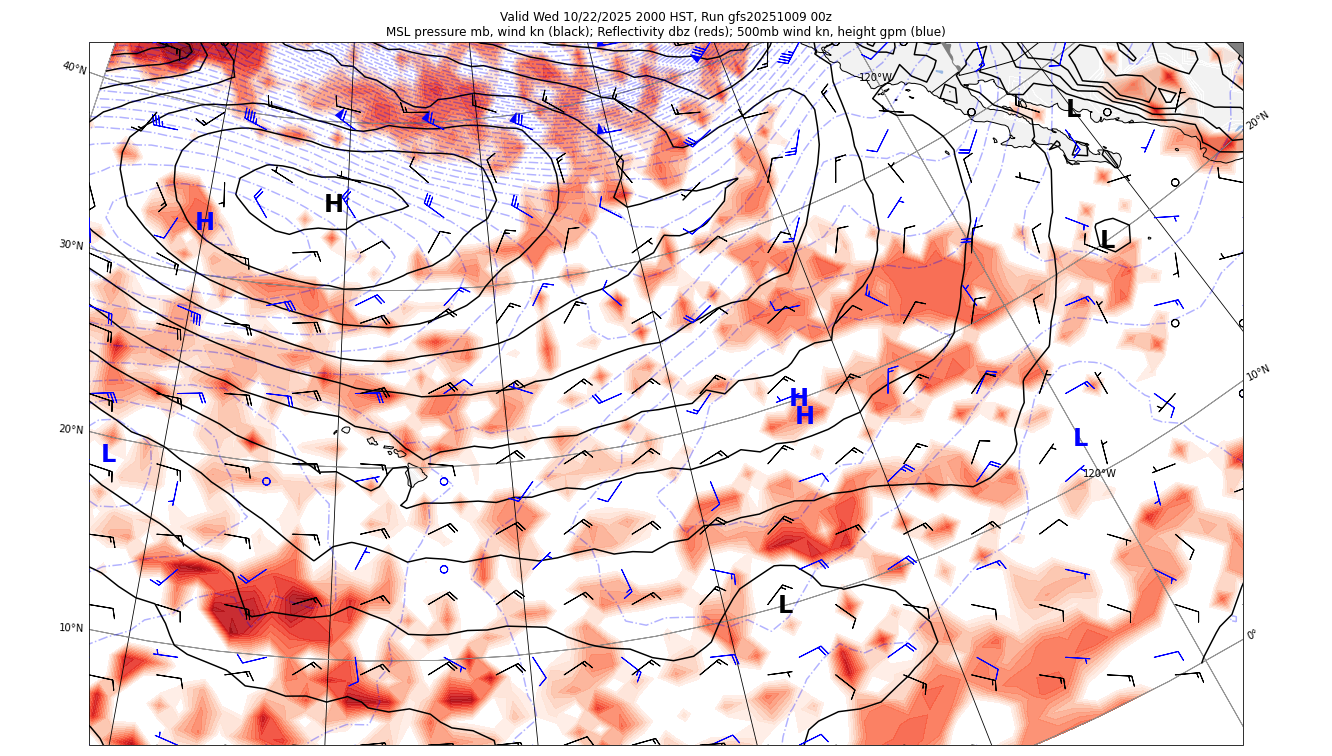 Valid Wed 10/22/2025 2000 HST, Run gfs20251009 00z
MSL pressure mb, wind kn (black); Reflectivity dbz (reds); 500mb wind kn, height gpm (blue)
40°N
120°W
L
20°N
H
H
L
30°N
10°N
H
H
20°N
L
L
120°W
L
10°N
0°